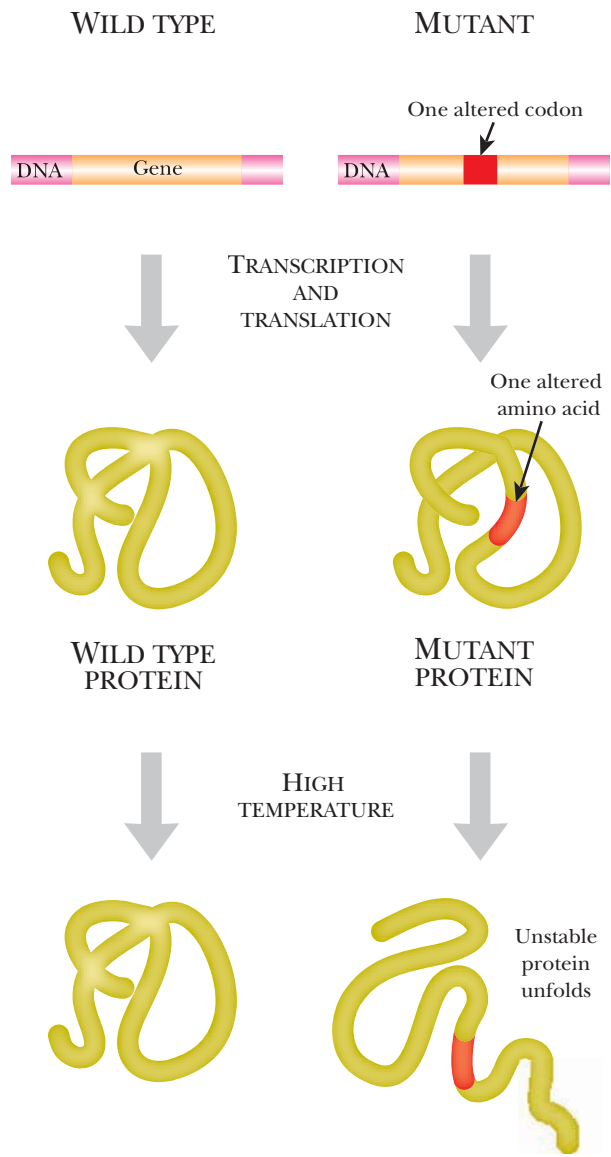 WILD TYPE
MUTANT
One altered codon
DNA
Gene
DNA
TRANSCRIPTION
AND
TRANSLATION
One altered
amino acid
WILD TYPE
PROTEIN
MUTANT
PROTEIN
HIGH
TEMPERATURE
Unstable
protein
unfolds